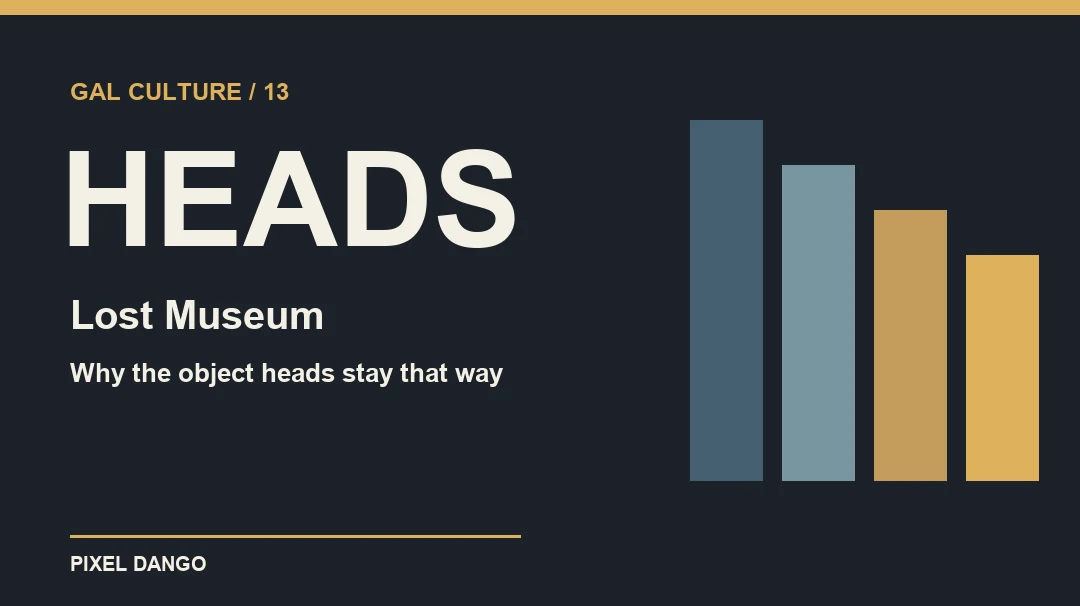 GAL CULTURE / 13
HEADS
Lost Museum
Why the object heads stay that way
PIXEL DANGO